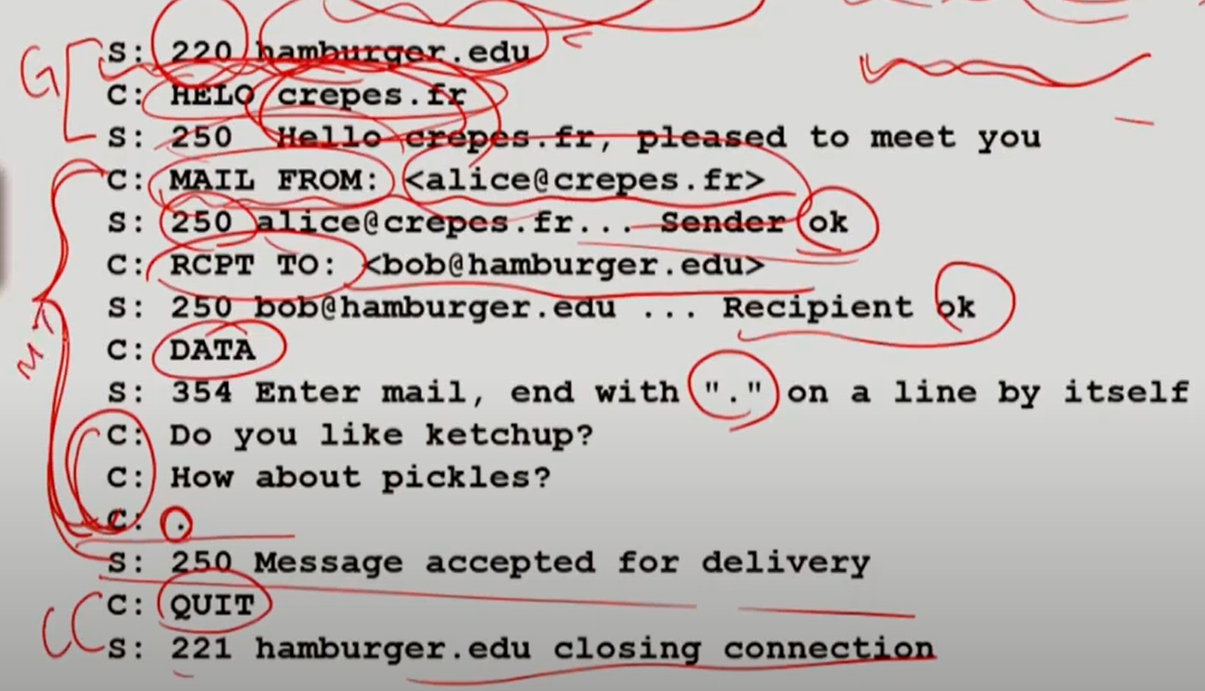 S: 220 hamburger.edu
C: HELO crepes.fr
S: 250 Hello crepes.fr, pleased to meet you
C: MAIL FROM: <alice@crepes.fr>
S: 250 alice@crepes.fr... Sender ok
C: RCPT TO: <bob@hamburger.edu>
S: 250 bob@hamburger.edu ... Recipient ok
C: DATA
S: 354 Enter mail, end with "." on a line by itself
C: Do you like ketchup?
C: How about pickles?
C: .
S: 250 Message accepted for delivery
C: QUIT
S: 221 hamburger.edu closing connection
G
MT
CC